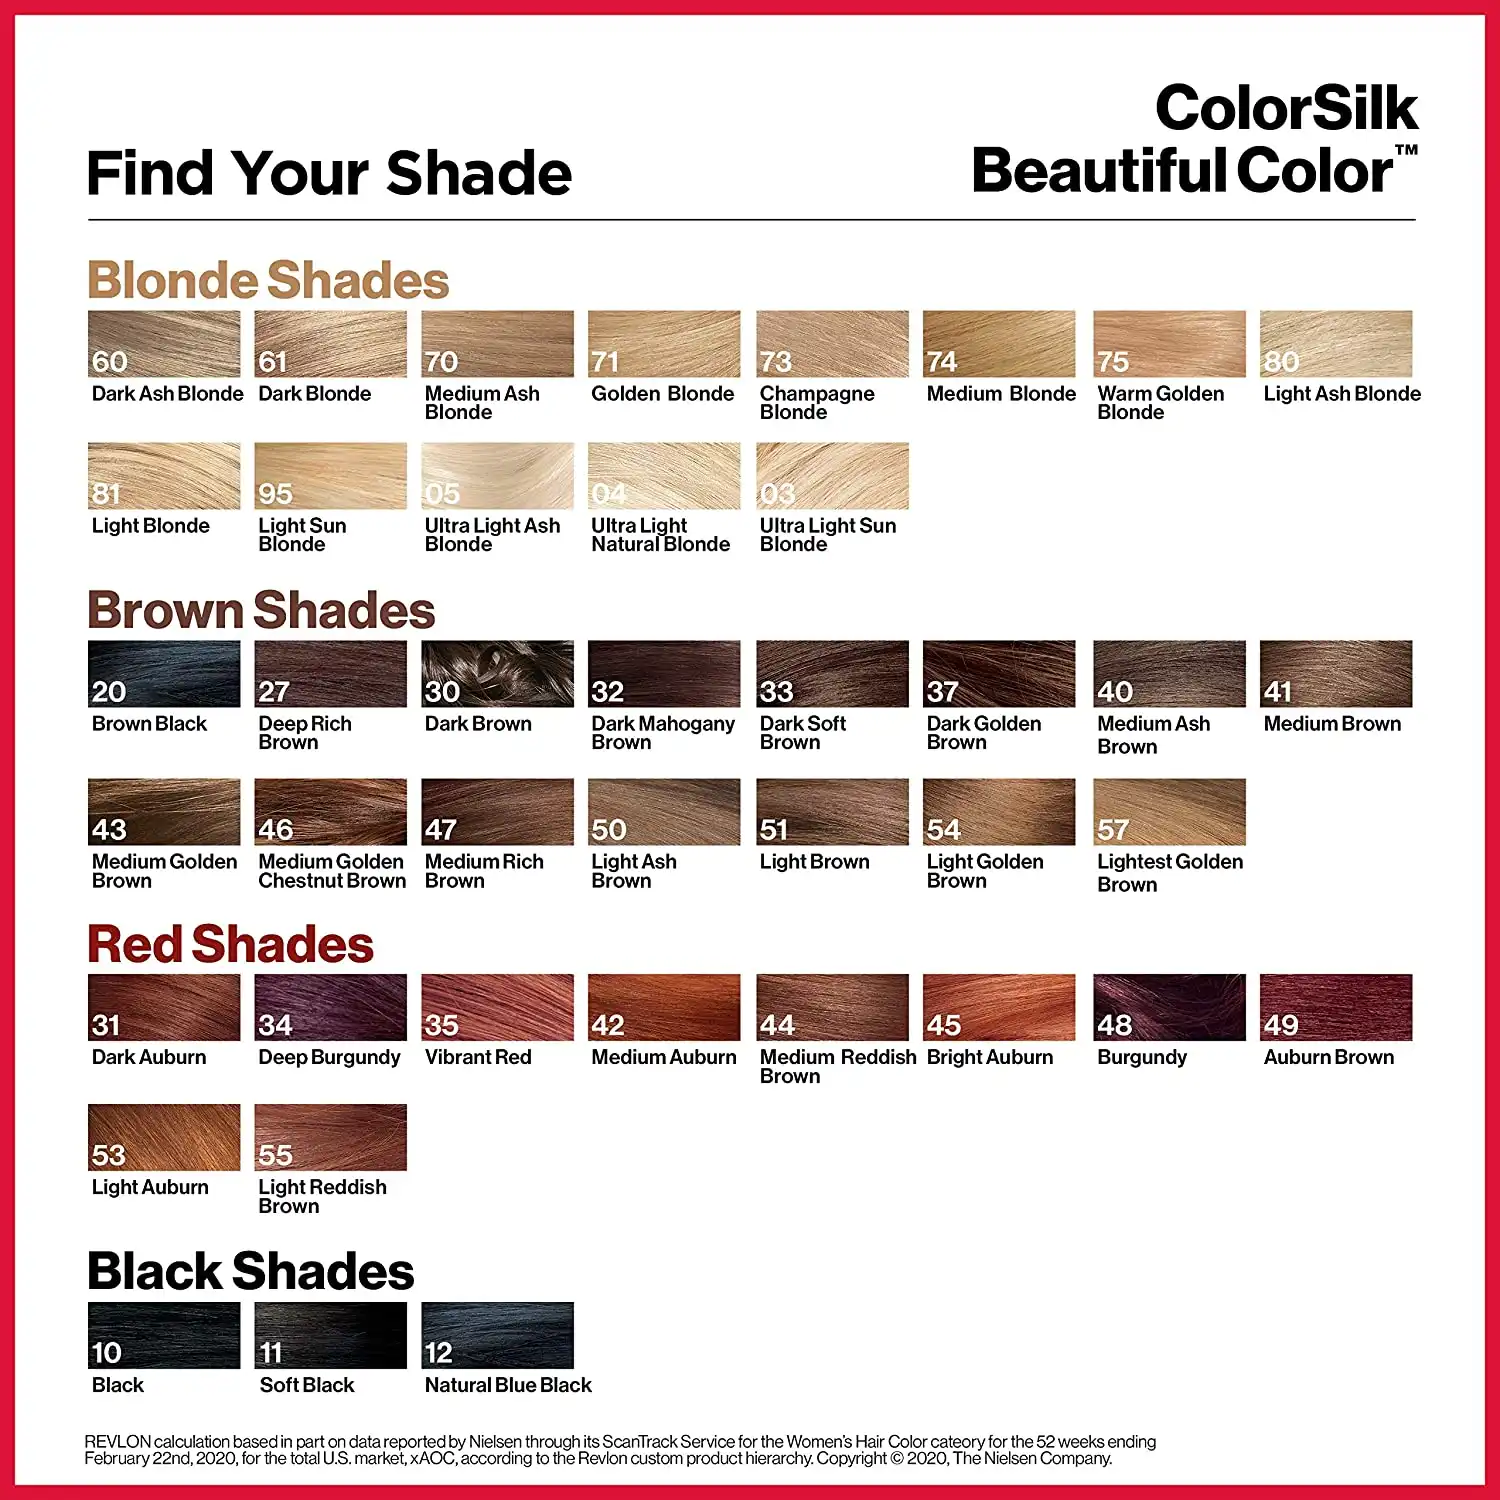 ColorSilk
Find Your Shade
Beautiful Color™
Blonde Shades
60 61 70 71 73 74 75 80
Dark Ash Blonde Dark Blonde Medium Ash Blonde Golden Blonde Champagne Blonde Medium Blonde Warm Golden Blonde Light Ash Blonde
81 95 05 04 03
Light Blonde Light Sun Blonde Ultra Light Ash Blonde Ultra Light Natural Blonde Ultra Light Sun Blonde
Brown Shades
20 27 30 32 33 37 40 41
Brown Black Deep Rich Brown Dark Brown Dark Mahogany Brown Dark Soft Brown Dark Golden Brown Medium Ash Brown Medium Brown
43 46 47 50 51 54 57
Medium Golden Brown Medium Golden Chestnut Brown Medium Rich Brown Light Ash Brown Light Brown Light Golden Brown Lightest Golden Brown
Red Shades
31 34 35 42 44 45 48 49
Dark Auburn Deep Burgundy Vibrant Red Medium Auburn Medium Reddish Brown Bright Auburn Burgundy Auburn Brown
53 55
Light Auburn Light Reddish Brown
Black Shades
10 11 12
Black Soft Black Natural Blue Black
REVLON calculation based in part on data reported by Nielsen through its ScanTrack Service for the Women's Hair Color cateory for the 52 weeks ending
February 22nd, 2020, for the total U.S. market, xAOC, according to the Revlon custom product hierarchy. Copyright © 2020, The Nielsen Company.